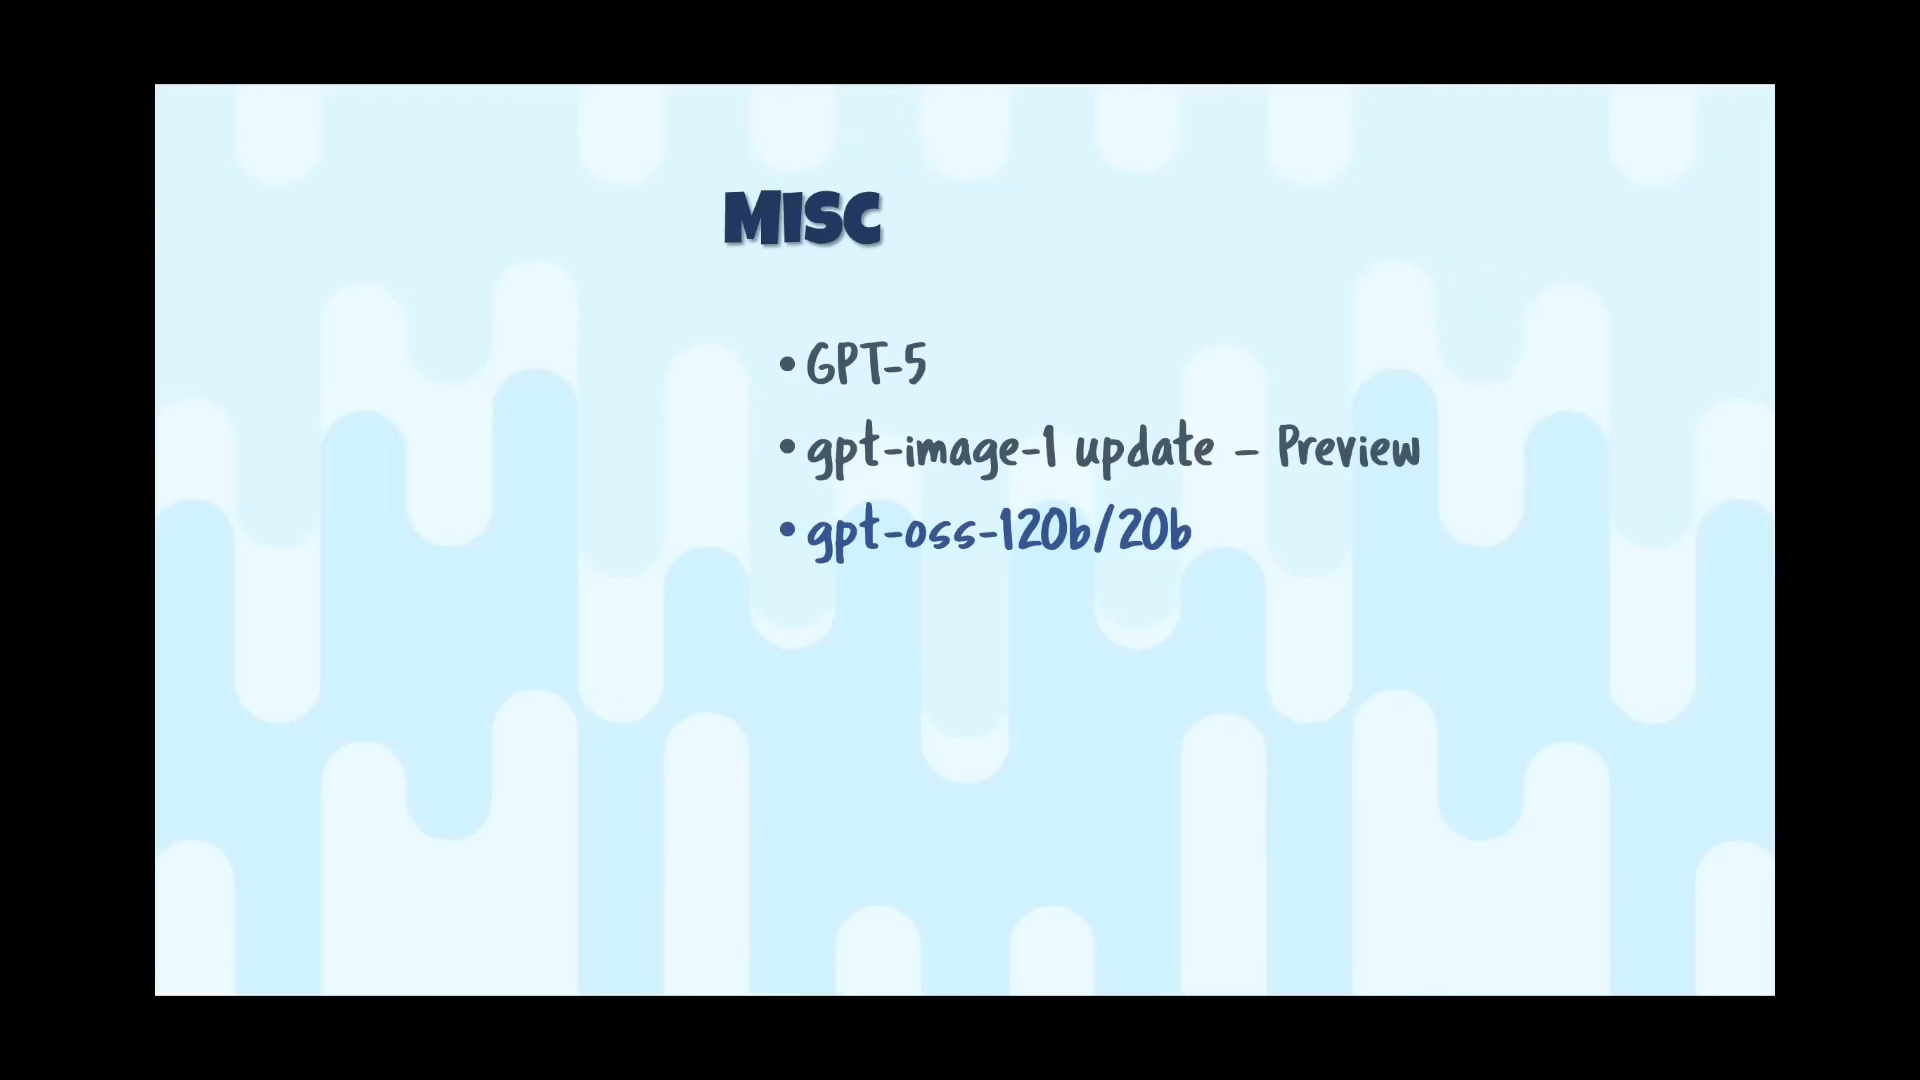 MISC
• GPT-5
• gpt-image-1 update - Preview
• gpt-oss-120b/20b